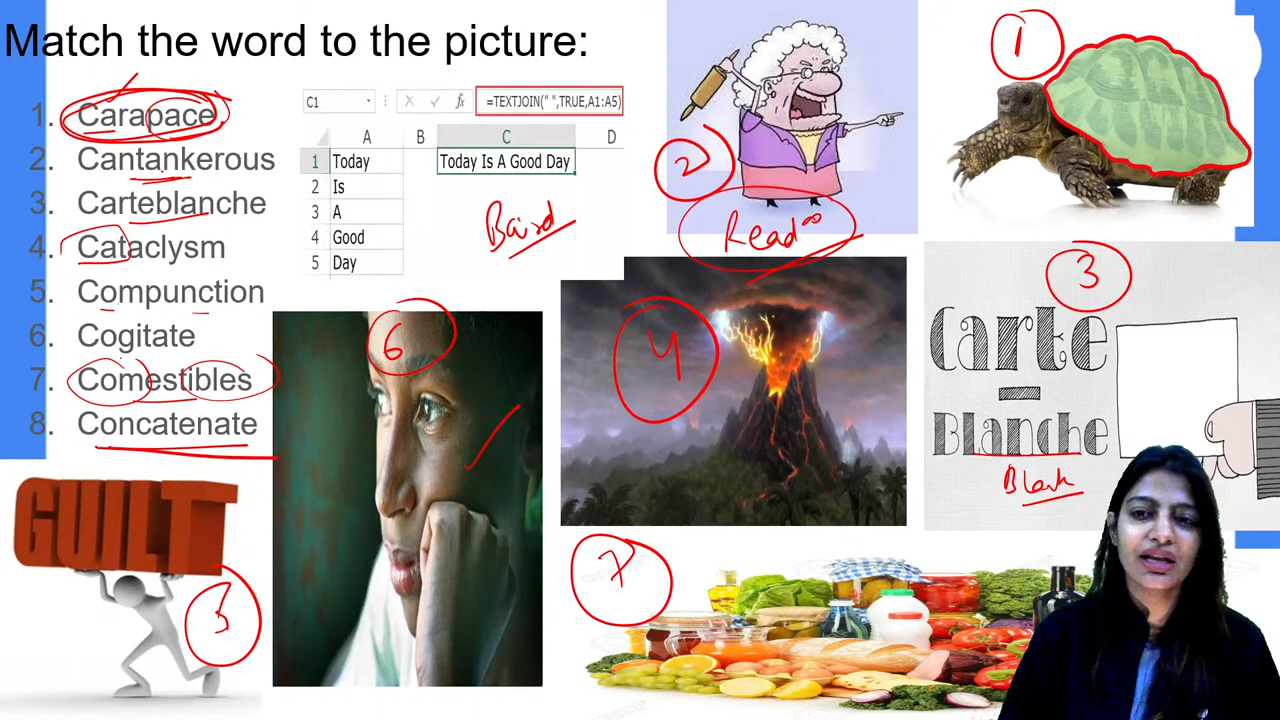 Match the word to the picture:
1. Carapace
2. Cantankerous
3. Carteblanche
4. Cataclysm
5. Compunction
6. Cogitate
7. Comestibles
8. Concatenate
C1
fx
=TEXTJOIN(" ",TRUE,A1:A5)
A B C D
1 Today Today Is A Good Day
2 Is
3 A
4 Good
5 Day
2
Read
1
3
Carte
-
Blanche
Blank
6
4
GUILT
5
7